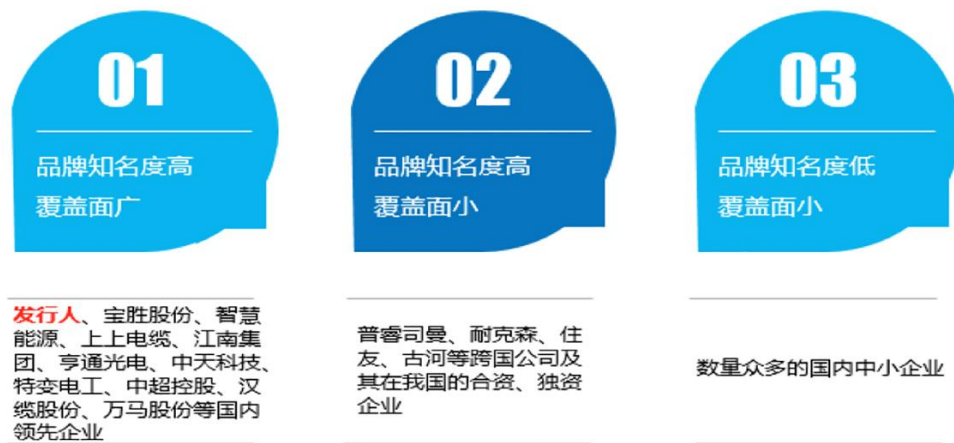 01
品牌知名度高
覆盖面广
发行人、宝胜股份、智慧
能源、上上电缆、江南集
团、亨通光电、中天科技、
特变电工、中超控股、汉
缆股份、万马股份等国内
领先企业
02
品牌知名度高
覆盖面小
普睿司曼、耐克森、住
友、古河等跨国公司及
其在我国的合资、独资
企业
03
品牌知名度低
覆盖面小
数量众多的国内中小企业